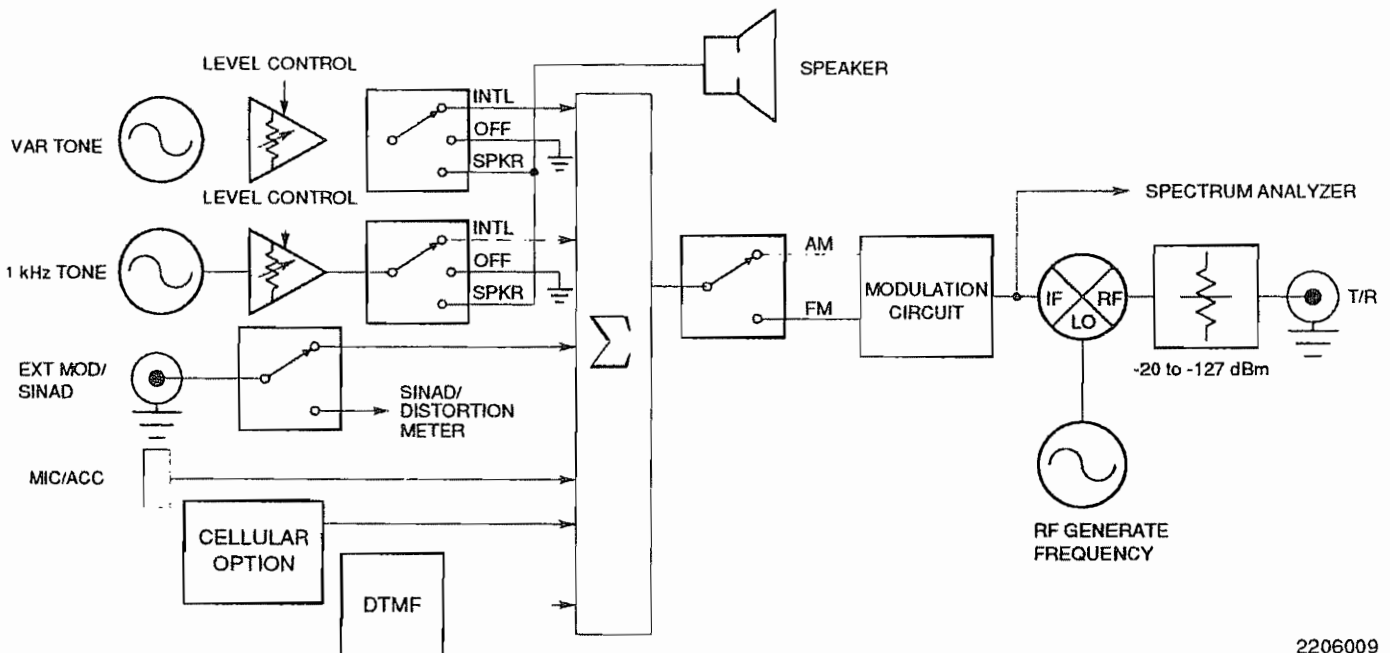 LEVEL CONTROL
VAR TONE
INTL
OFF
SPKR
SPEAKER
LEVEL CONTROL
1 kHz TONE
INTL
OFF
SPKR
EXT MOD/
SINAD
SINAD/
DISTORTION
METER
MIC/ACC
CELLULAR
OPTION
DTMF
Σ
AM
FM
MODULATION
CIRCUIT
SPECTRUM ANALYZER
IF
RF
LO
-20 to -127 dBm
T/R
RF GENERATE
FREQUENCY
2206009